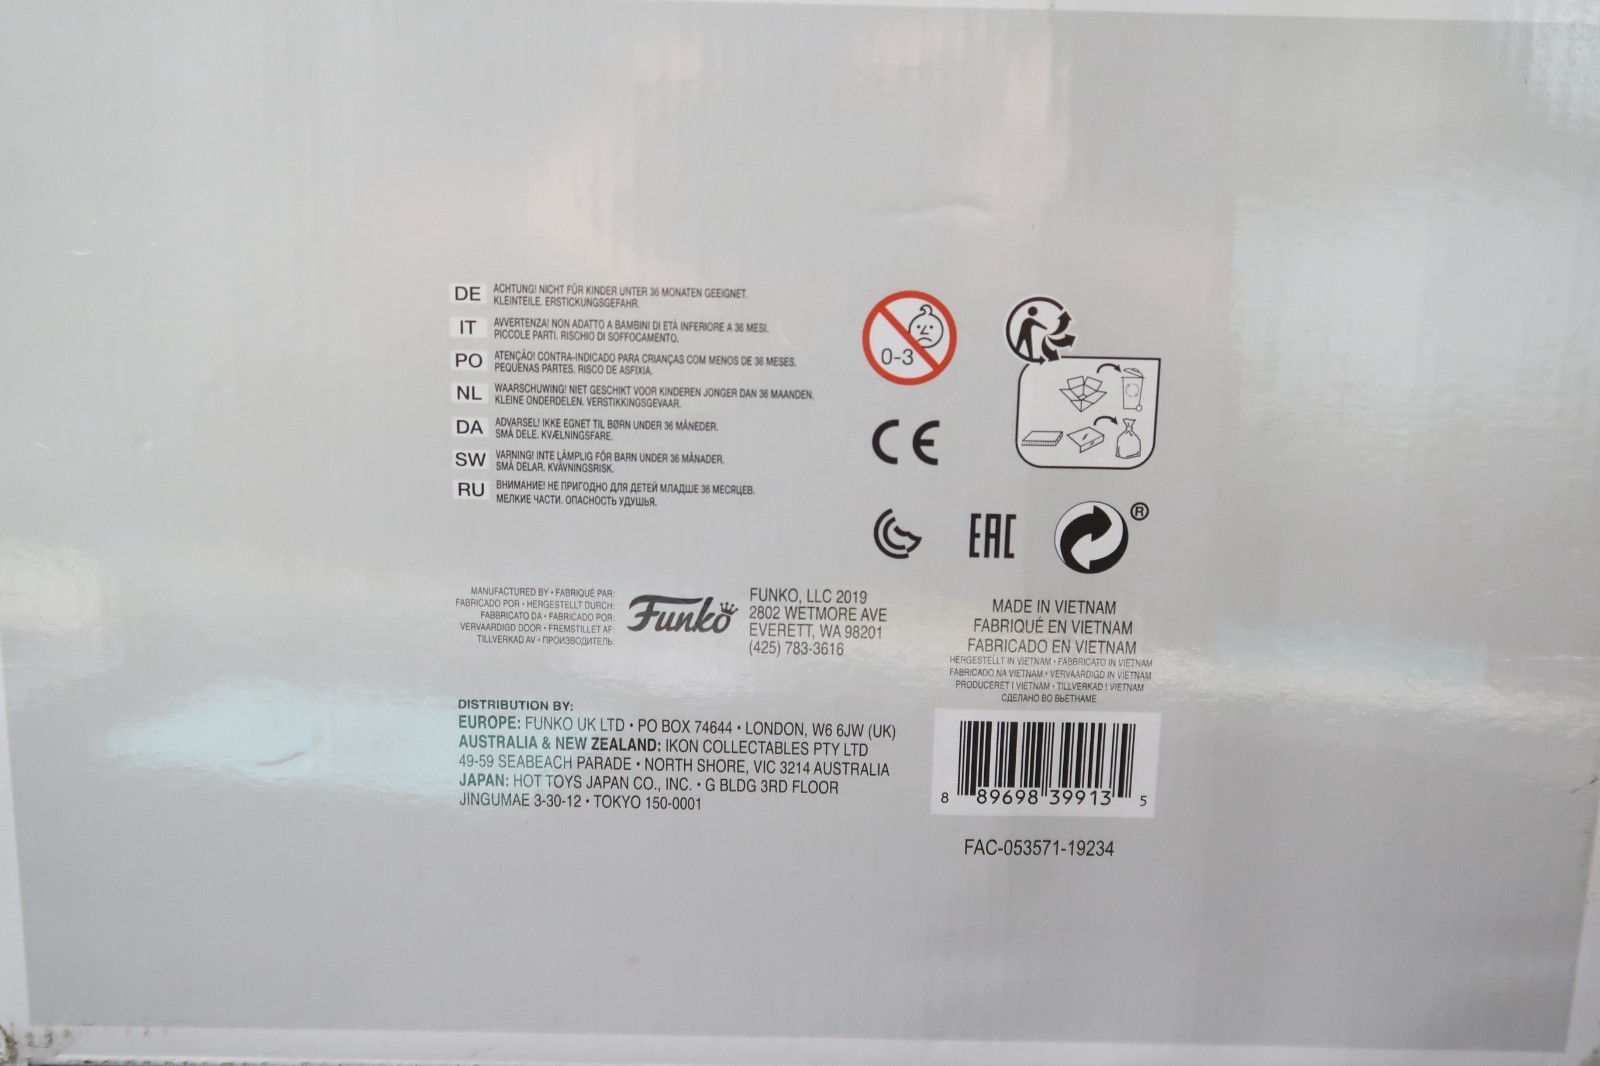 DE ACHTUNG! NICHT FÜR KINDER UNTER 36 MONATEN GEEIGNET.
KLEINTEILE. ERSTICKUNGSGEFAHR.
IT AVVERTENZA! NON ADATTO A BAMBINI DI ETÀ INFERIORE A 36 MESI.
PICCOLE PARTI. RISCHIO DI SOFFOCAMENTO.
PO ATENÇÃO! CONTRA-INDICADO PARA CRIANÇAS COM MENOS DE 36 MESES.
PEQUENAS PARTES. RISCO DE ASFIXIA.
NL WAARSCHUWING! NIET GESCHIKT VOOR KINDEREN JONGER DAN 36 MAANDEN.
KLEINE ONDERDELEN. VERSTIKKINGSGEVAAR.
DA ADVARSEL! IKKE EGNET TIL BØRN UNDER 36 MÅNEDER.
SMÅ DELE. KVÆLNINGSFARE.
SW VARNING! INTE LÄMPLIG FÖR BARN UNDER 36 MÅNADER.
SMÅ DELAR. KVÄVNINGSRISK.
RU ВНИМАНИЕ! НЕ ПРИГОДНО ДЛЯ ДЕТЕЙ МЛАДШЕ 36 МЕСЯЦЕВ.
МЕЛКИЕ ЧАСТИ. ОПАСНОСТЬ УДУШЬЯ.
0-3
CE
EAC
®
MANUFACTURED BY • FABRIQUÉ PAR:
FABRICADO POR • HERGESTELLT DURCH:
FABBRICATO DA • FABRICADO POR:
VERVAARDIGD DOOR • FREMSTILLET AF:
TILLVERKAD AV • ПРОИЗВОДИТЕЛЬ:
Funko
FUNKO, LLC 2019
2802 WETMORE AVE
EVERETT, WA 98201
(425) 783-3616
MADE IN VIETNAM
FABRIQUÉ EN VIETNAM
FABRICADO EN VIETNAM
HERGESTELLT IN VIETNAM • FABBRICATO IN VIETNAM
FABRICADO NA VIETNAM • VERVAARDIGD IN VIETNAM
PRODUCERET I VIETNAM • TILLVERKAD I VIETNAM
СДЕЛАНО ВО ВЬЕТНАМЕ
DISTRIBUTION BY:
EUROPE: FUNKO UK LTD • PO BOX 74644 • LONDON, W6 6JW (UK)
AUSTRALIA & NEW ZEALAND: IKON COLLECTABLES PTY LTD
49-59 SEABEACH PARADE • NORTH SHORE, VIC 3214 AUSTRALIA
JAPAN: HOT TOYS JAPAN CO., INC. • G BLDG 3RD FLOOR
JINGUMAE 3-30-12 • TOKYO 150-0001
8 89698 39913 5
FAC-053571-19234